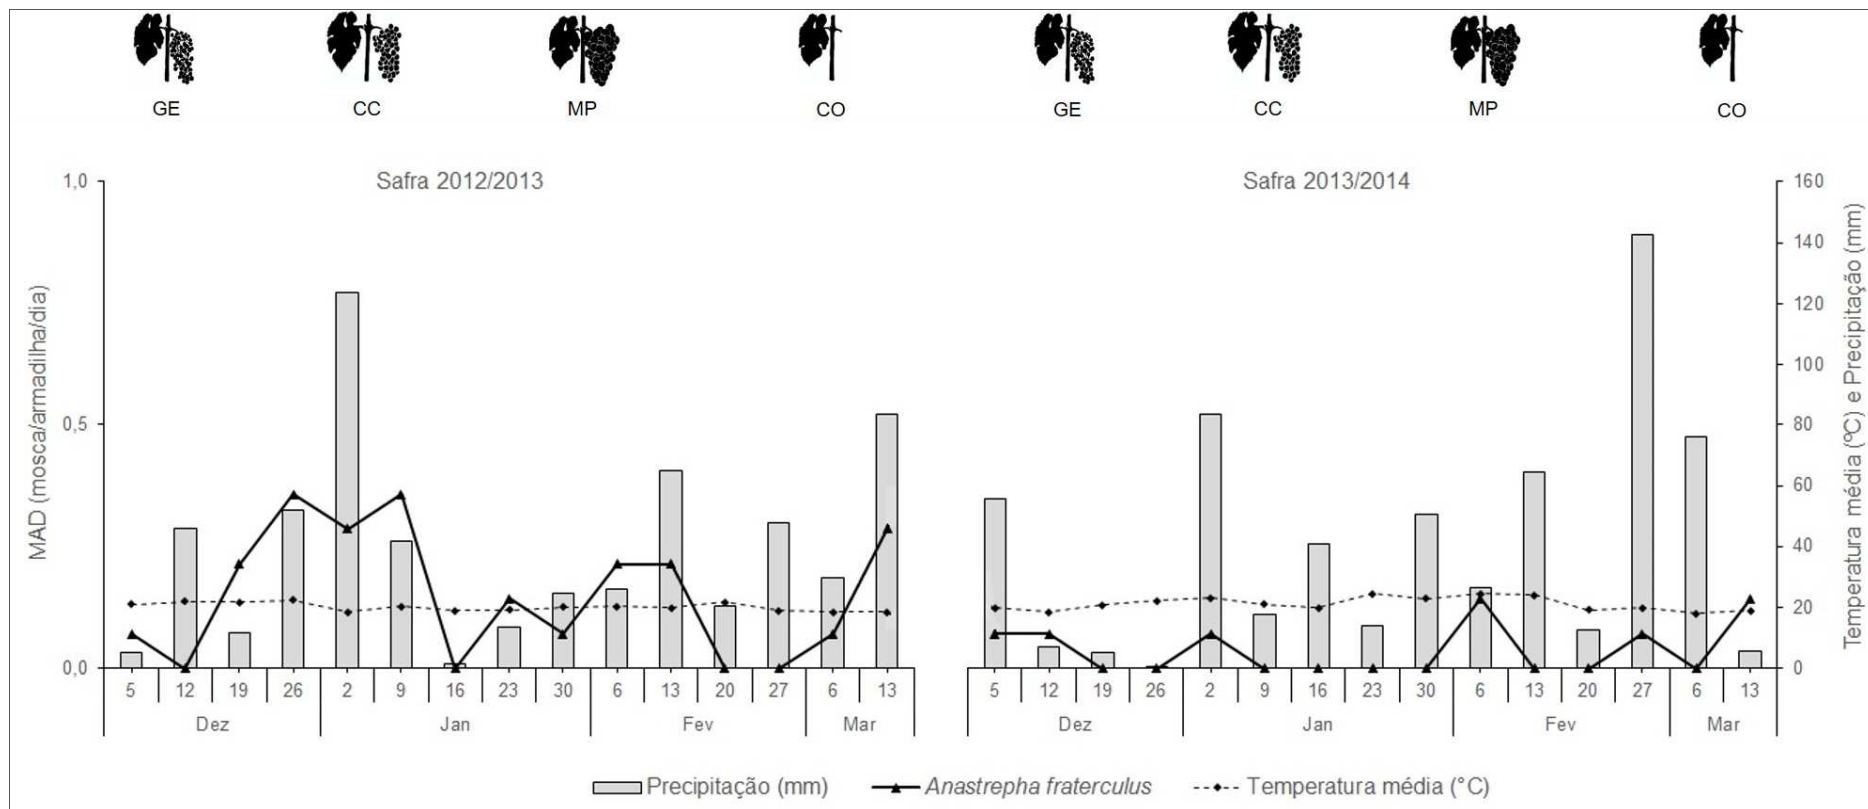 GE CC MP CO GE CC MP CO
Safra 2012/2013 Safra 2013/2014
MAD (mosca/armadilha/dia)
1,0
0,5
0,0
160
140
120
100
80
60
40
20
0
Temperatura média (ºC) e Precipitação (mm)
5 12 19 26 2 9 16 23 30 6 13 20 27 6 13 5 12 19 26 2 9 16 23 30 6 13 20 27 6 13
Dez Jan Fev Mar Dez Jan Fev Mar
Precipitação (mm) Anastrepha fraterculus Temperatura média (°C)